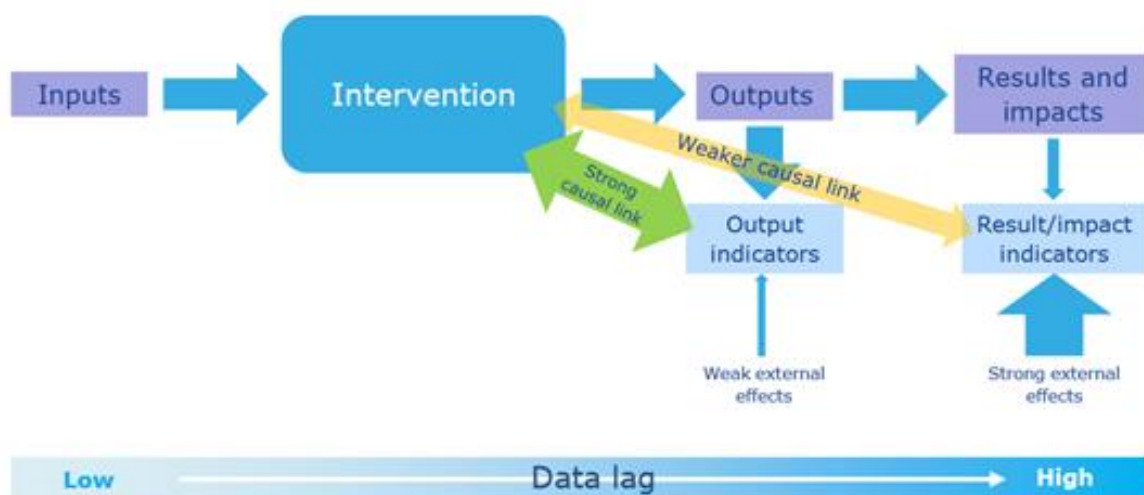 Inputs
Intervention
Outputs
Results and
impacts
Strong
causal link
Weaker causal link
Output
indicators
Result/impact
indicators
Weak external
effects
Strong external
effects
Low
Data lag
High